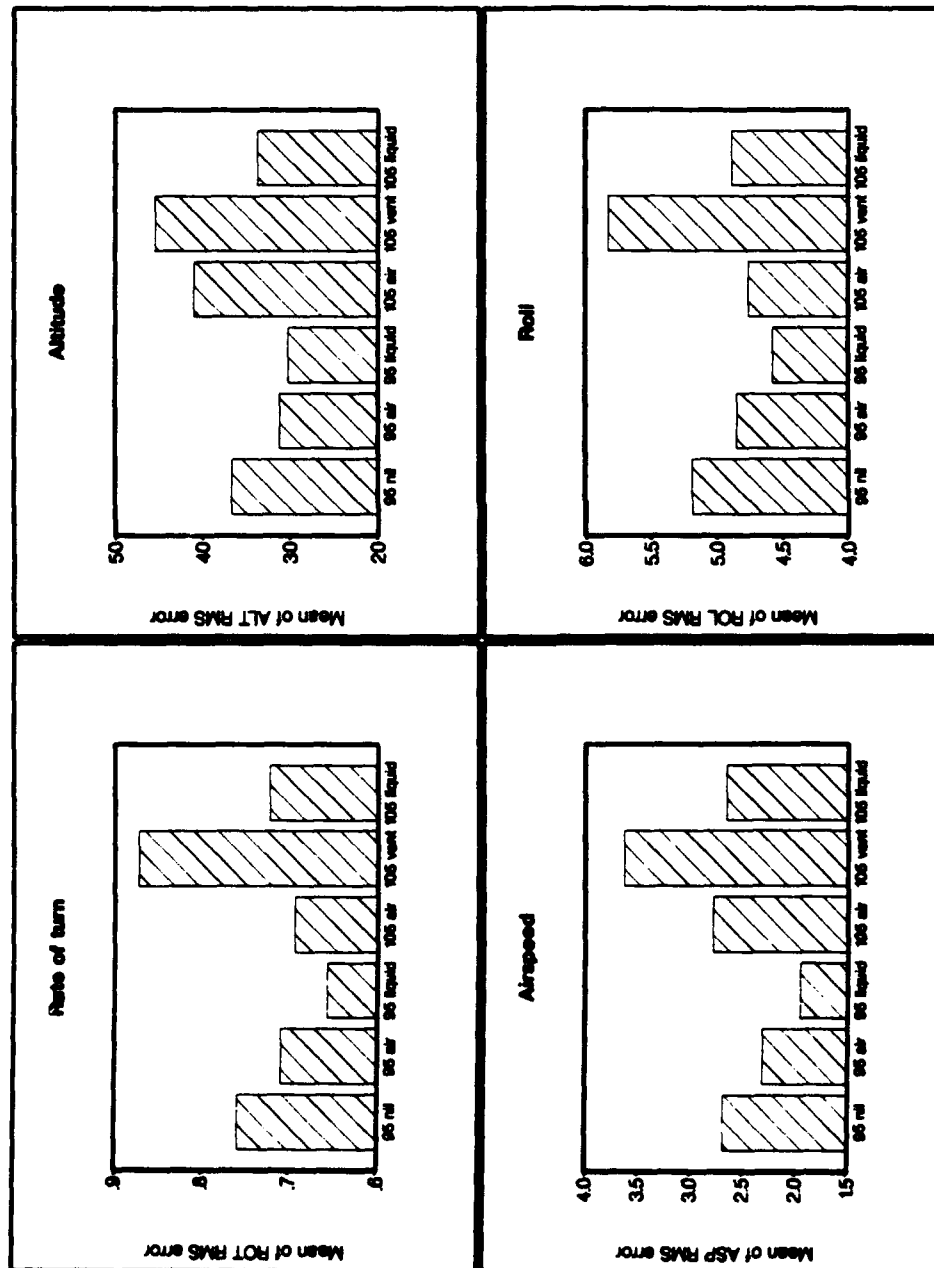 Rate of turn
Mean of ROT RMS error
.9
.8
.7
.6
95 nil 95 air 95 liquid 105 air 105 vent 105 liquid
Altitude
Mean of ALT RMS error
50
40
30
20
95 nil 95 air 95 liquid 105 air 105 vent 105 liquid
Airspeed
Mean of ASP RMS error
4.0
3.5
3.0
2.5
2.0
1.5
95 nil 95 air 95 liquid 105 air 105 vent 105 liquid
Roll
Mean of ROL RMS error
6.0
5.5
5.0
4.5
4.0
95 nil 95 air 95 liquid 105 air 105 vent 105 liquid